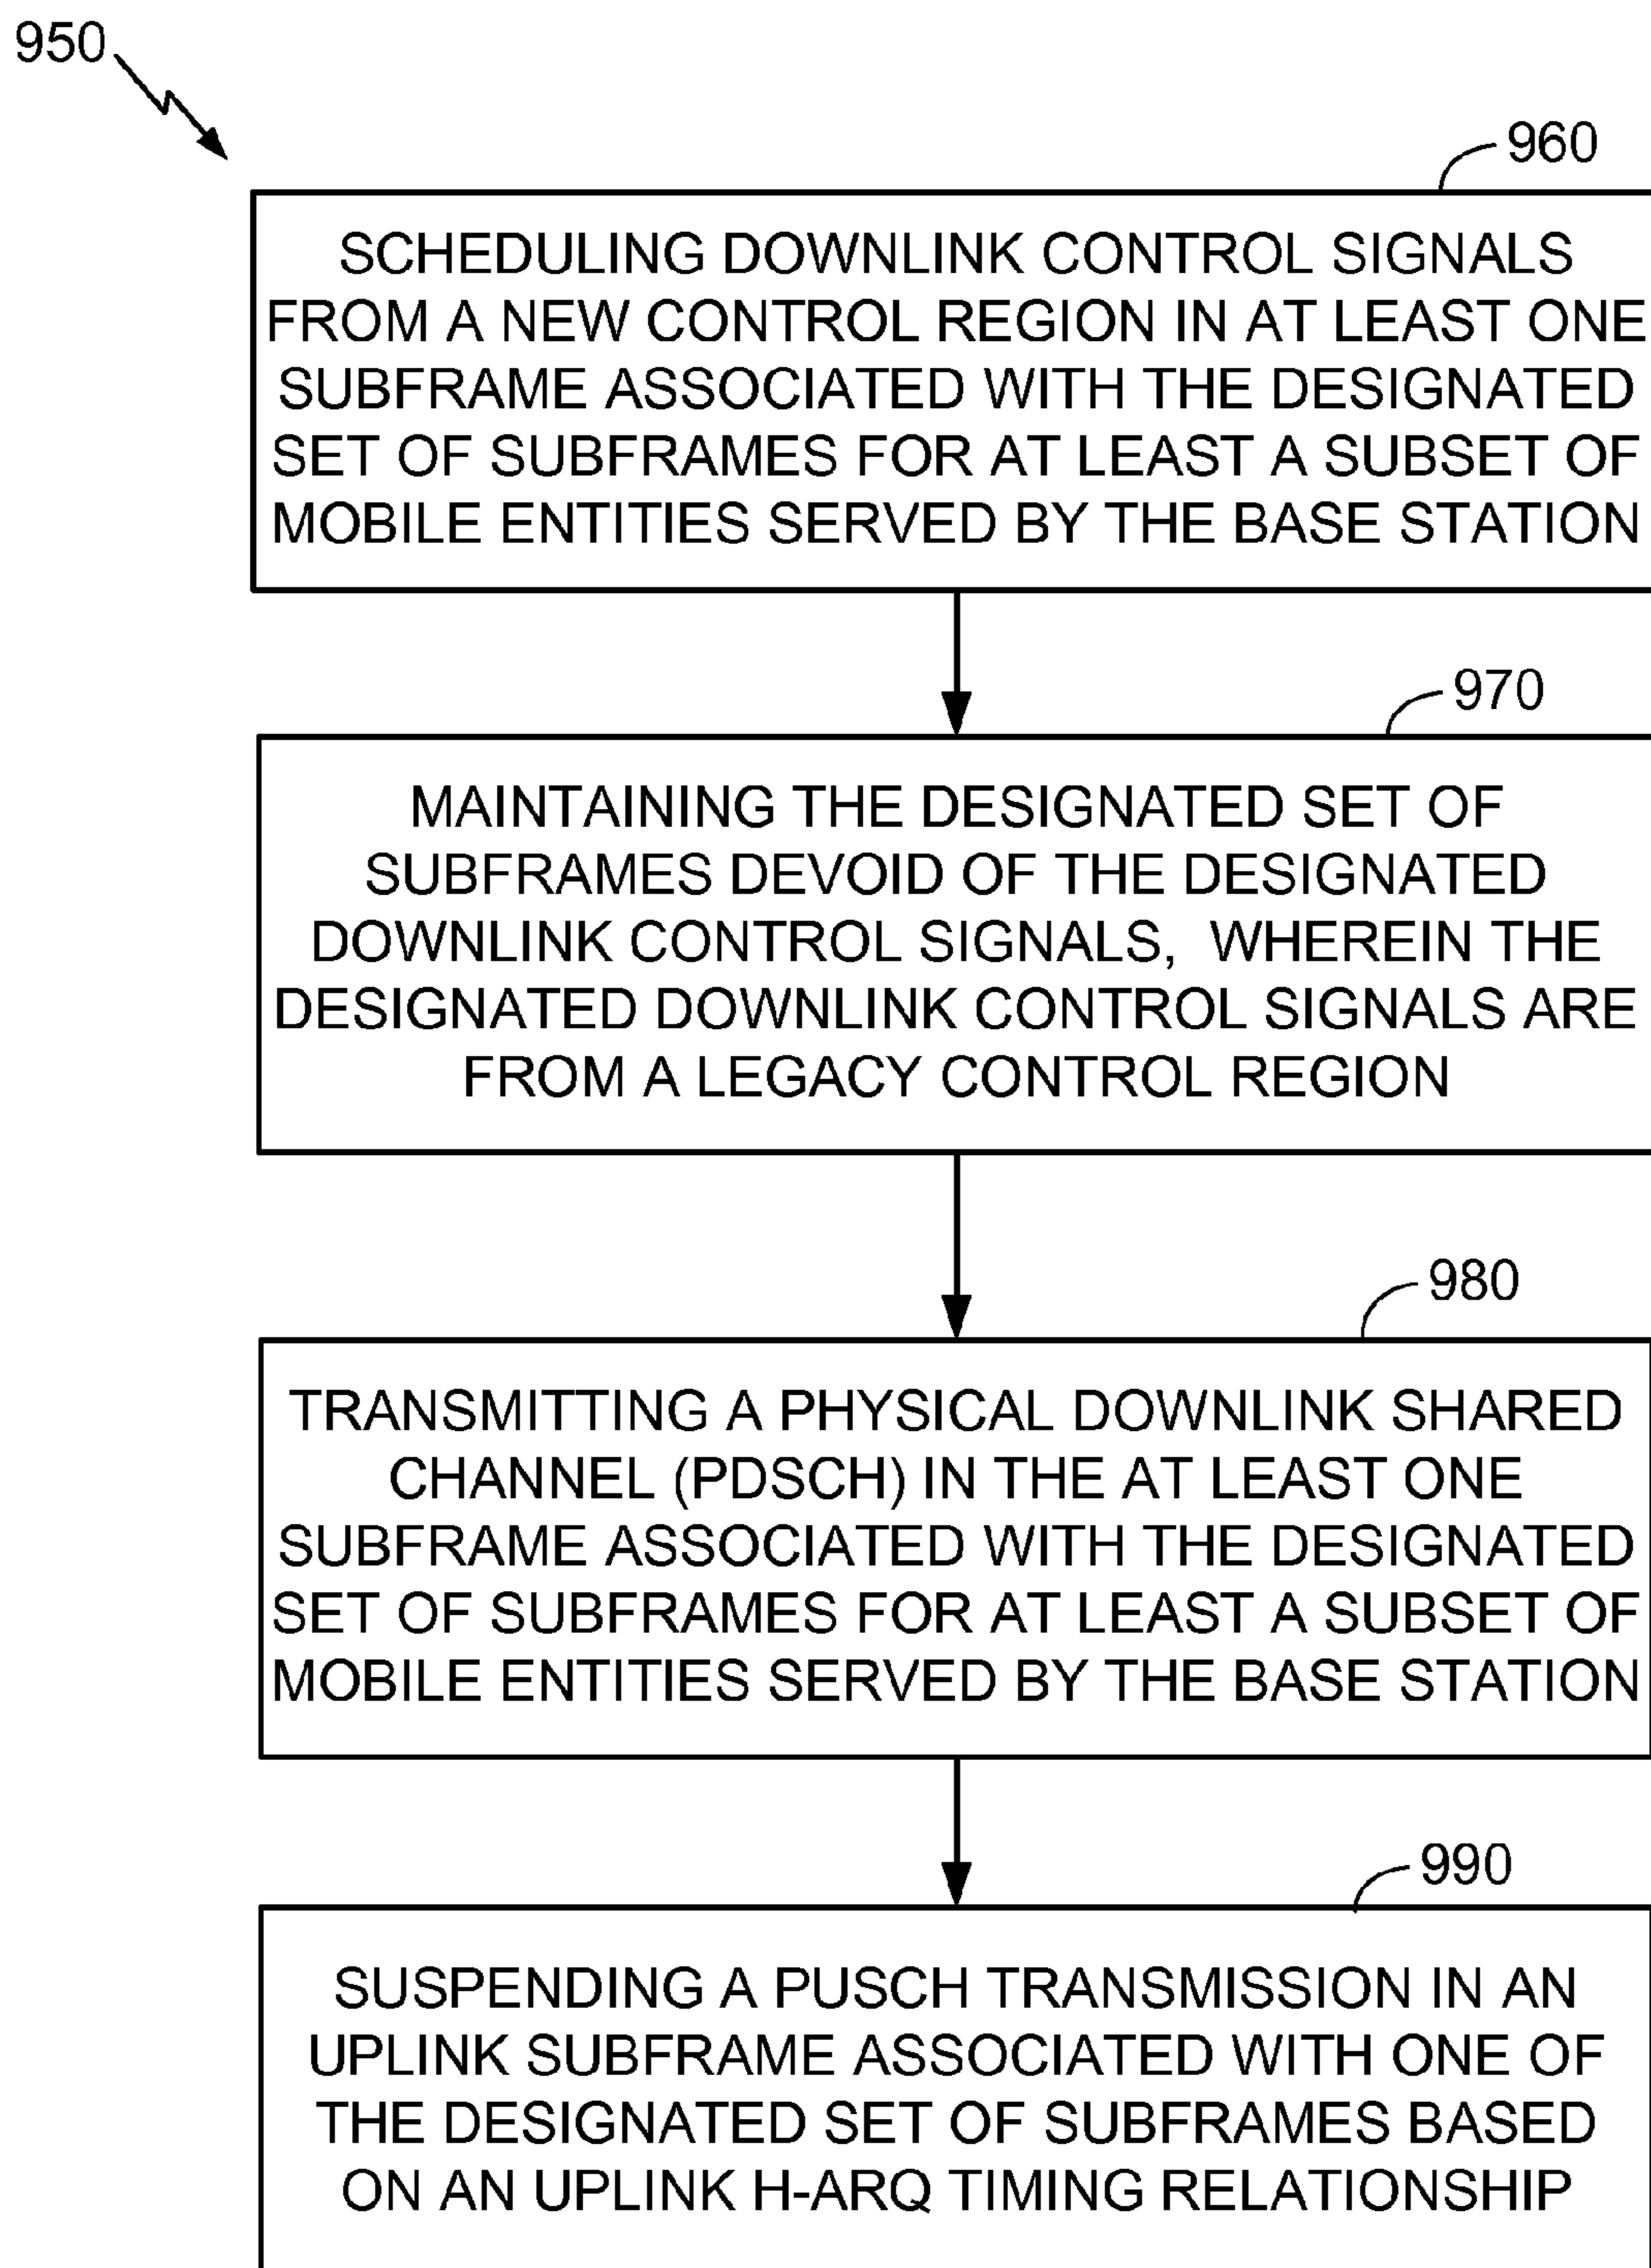 950
960
SCHEDULING DOWNLINK CONTROL SIGNALS
FROM A NEW CONTROL REGION IN AT LEAST ONE
SUBFRAME ASSOCIATED WITH THE DESIGNATED
SET OF SUBFRAMES FOR AT LEAST A SUBSET OF
MOBILE ENTITIES SERVED BY THE BASE STATION
970
MAINTAINING THE DESIGNATED SET OF
SUBFRAMES DEVOID OF THE DESIGNATED
DOWNLINK CONTROL SIGNALS, WHEREIN THE
DESIGNATED DOWNLINK CONTROL SIGNALS ARE
FROM A LEGACY CONTROL REGION
980
TRANSMITTING A PHYSICAL DOWNLINK SHARED
CHANNEL (PDSCH) IN THE AT LEAST ONE
SUBFRAME ASSOCIATED WITH THE DESIGNATED
SET OF SUBFRAMES FOR AT LEAST A SUBSET OF
MOBILE ENTITIES SERVED BY THE BASE STATION
990
SUSPENDING A PUSCH TRANSMISSION IN AN
UPLINK SUBFRAME ASSOCIATED WITH ONE OF
THE DESIGNATED SET OF SUBFRAMES BASED
ON AN UPLINK H-ARQ TIMING RELATIONSHIP